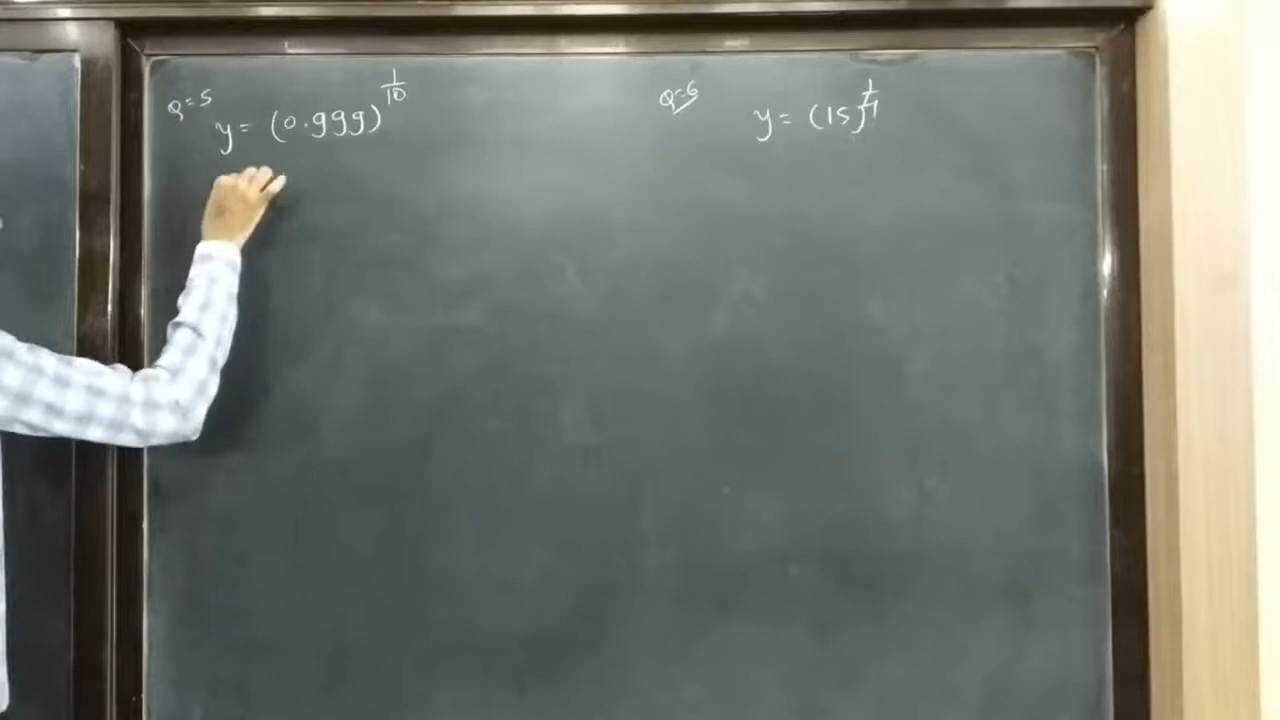 Q=5
y = (0.999)^{1/10}
Q=6
y = (15)^{1/4}